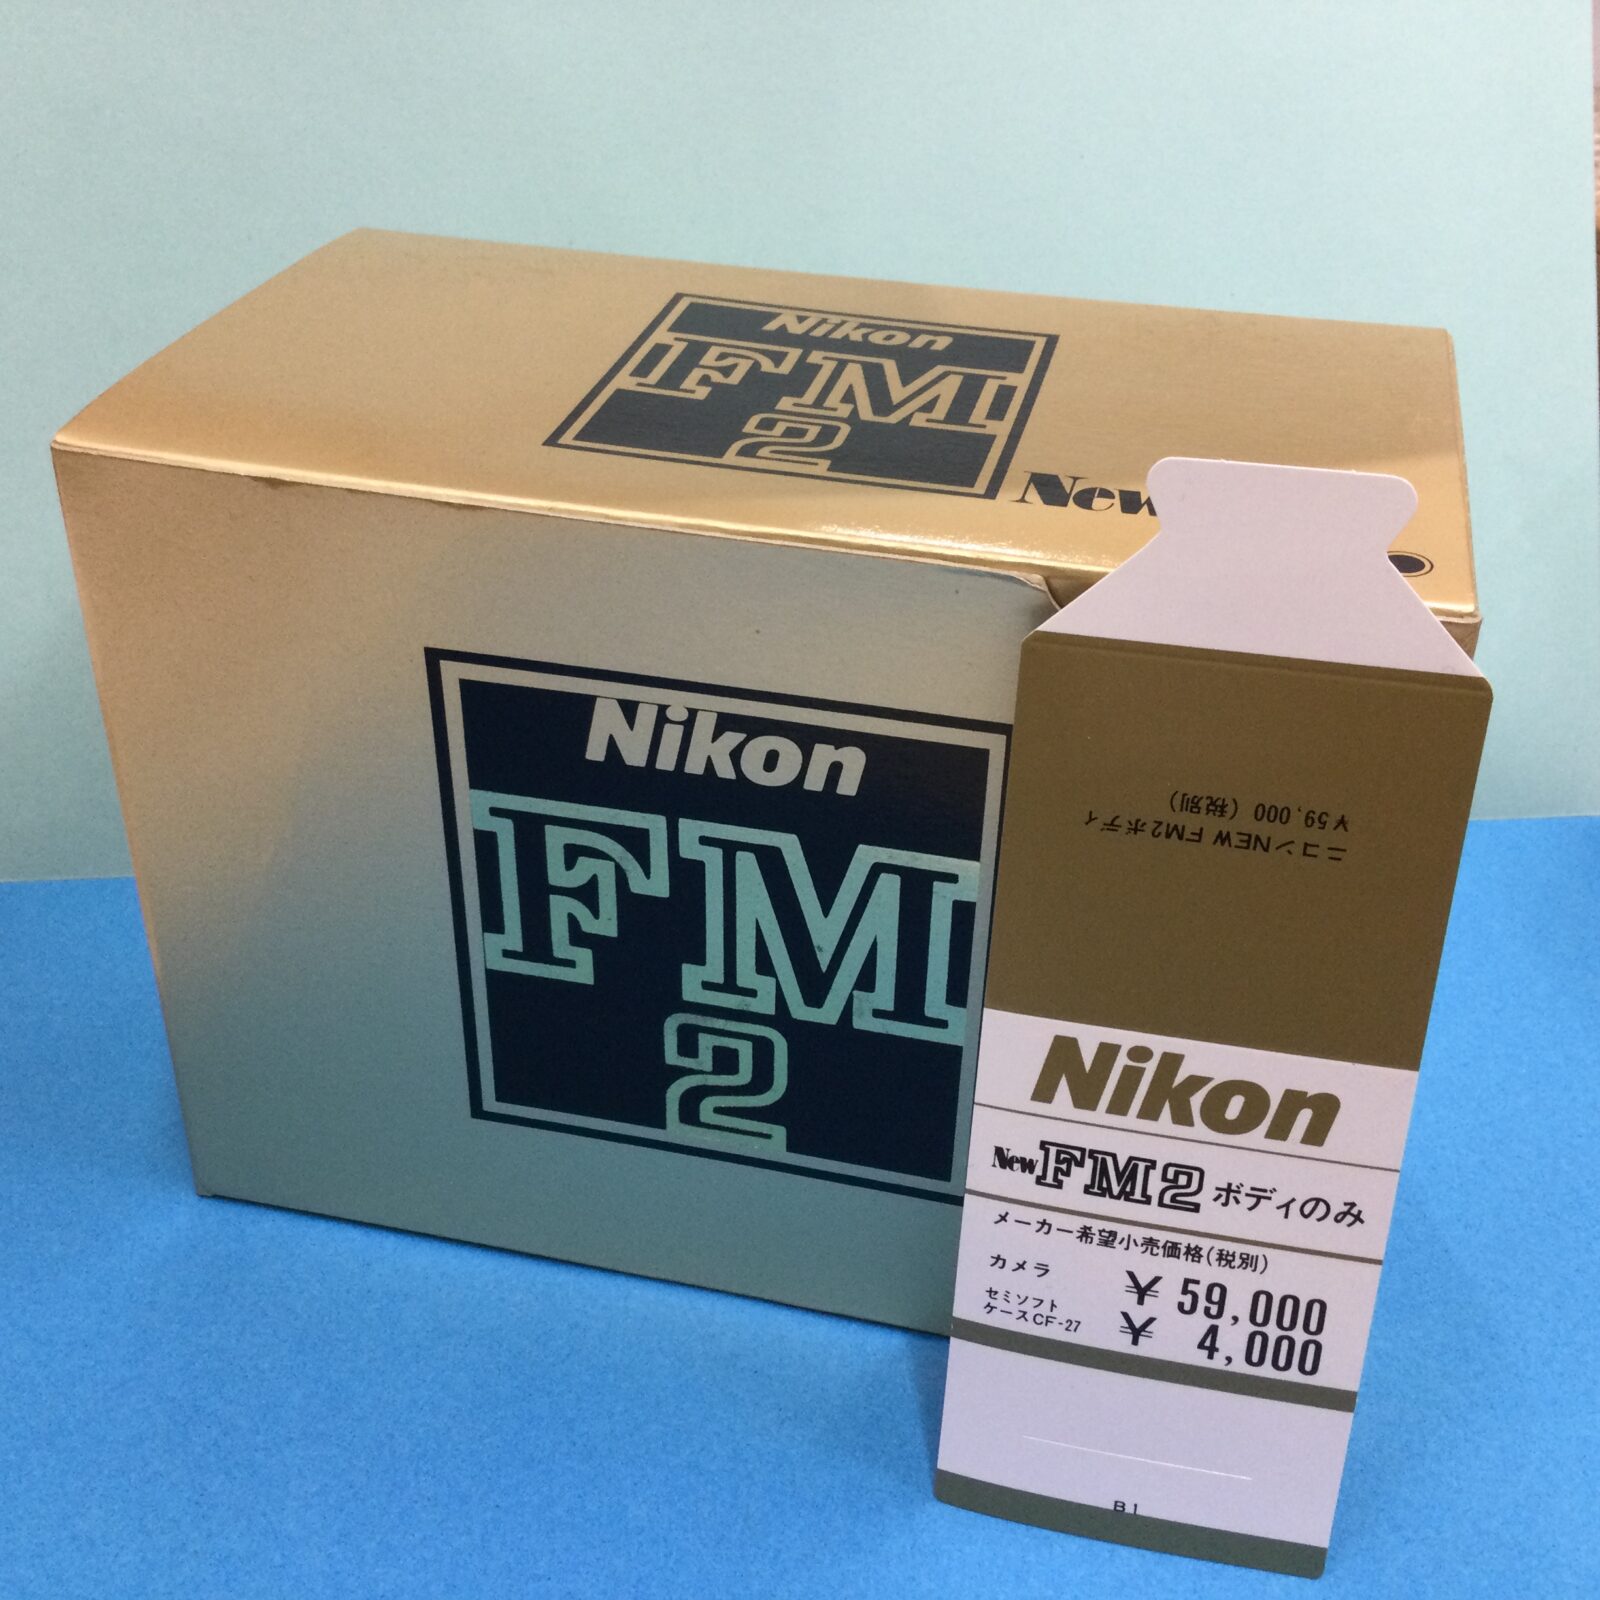 Nikon
FM
2
New
Nikon
FM
2
ニコンNEW FM2ボディ
¥59,000（税別）
Nikon
New FM2 ボディのみ
メーカー希望小売価格(税別)
カメラ ¥ 59,000
セミソフト
ケースCF-27 ¥ 4,000
B1